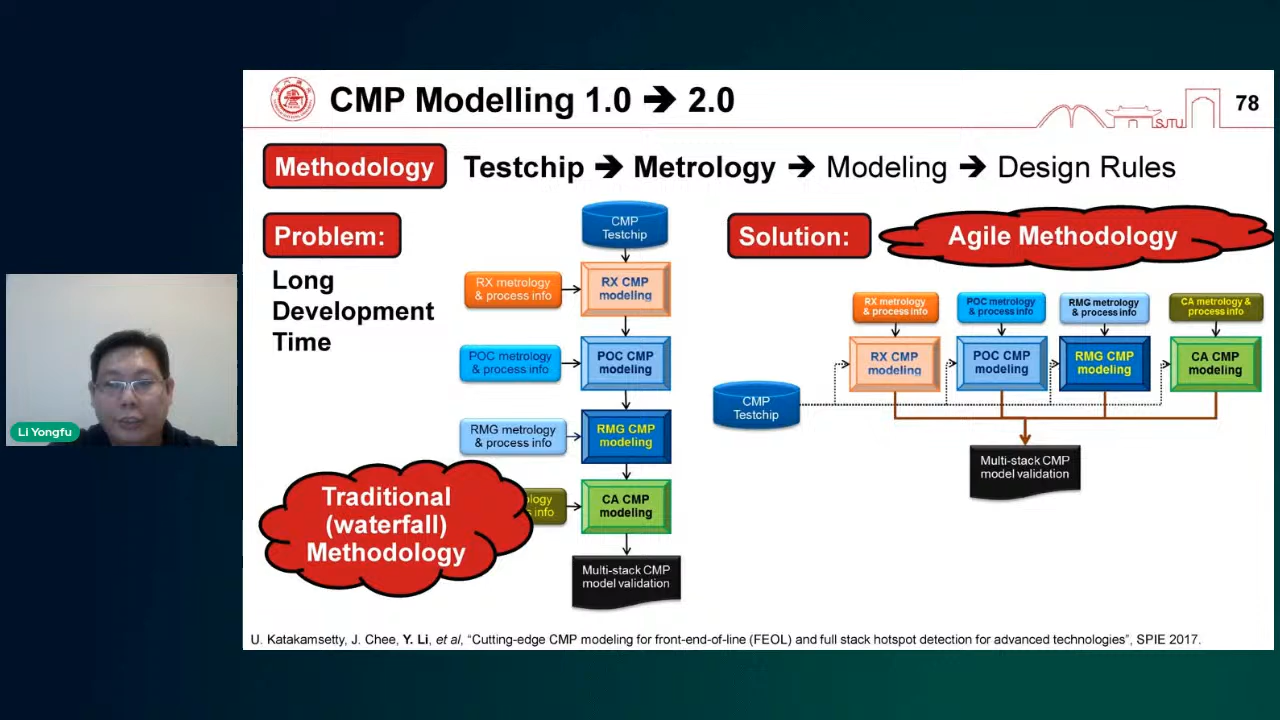 CMP Modelling 1.0 ➔ 2.0
78
SJTU
Methodology
Testchip ➔ Metrology ➔ Modeling ➔ Design Rules
Problem:
Long
Development
Time
CMP
Testchip
RX metrology
& process info
RX CMP
modeling
POC metrology
& process info
POC CMP
modeling
RMG metrology
& process info
RMG CMP
modeling
CA CMP
modeling
Multi-stack CMP
model validation
Traditional
(waterfall)
Methodology
Solution:
Agile Methodology
RX metrology
& process info
POC metrology
& process info
RMG metrology
& process info
CA metrology &
process info
RX CMP
modeling
POC CMP
modeling
RMG CMP
modeling
CA CMP
modeling
CMP
Testchip
Multi-stack CMP
model validation
Li Yongfu
U. Katakamsetty, J. Chee, Y. Li, et al, “Cutting-edge CMP modeling for front-end-of-line (FEOL) and full stack hotspot detection for advanced technologies”, SPIE 2017.